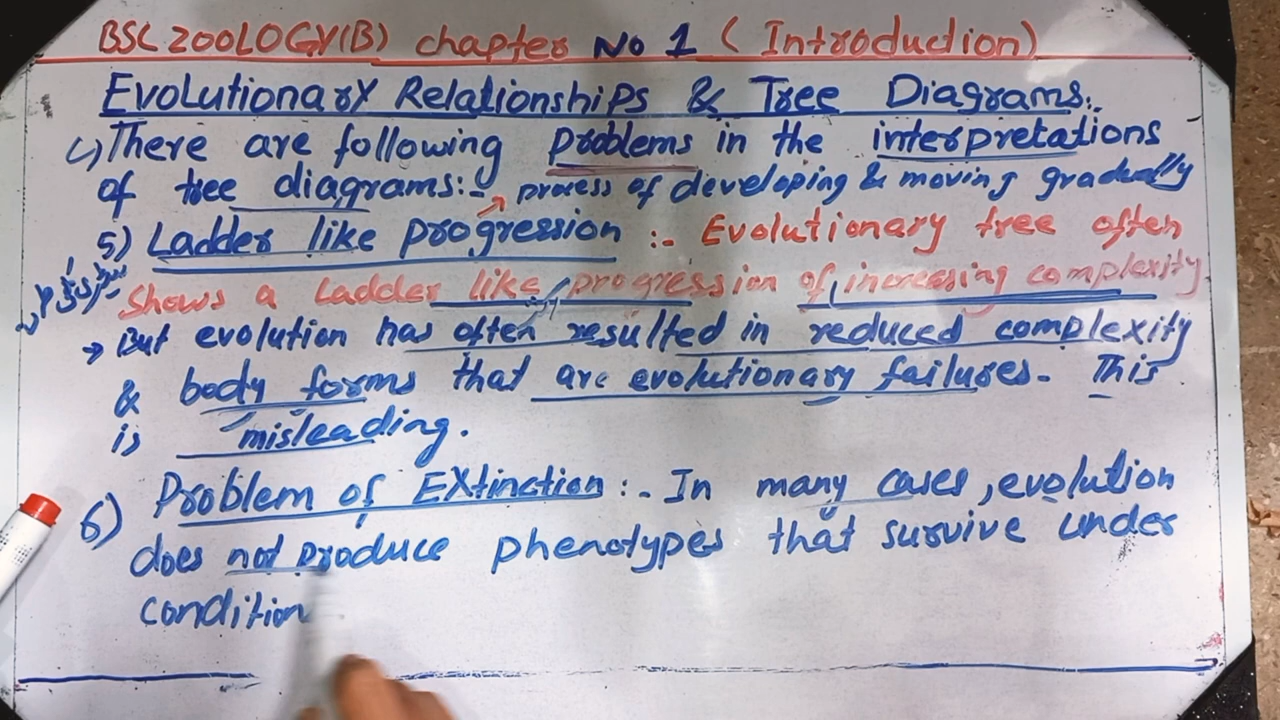 BSC ZOOLOGY(B) chapter No 1 ( Introduction)
Evolutionary Relationships & Tree Diagrams:.
There are following problems in the interpretations
of tree diagrams:- process of developing & moving gradually
5) Ladder like progression :- Evolutionary tree often
Shows a Ladder like progression of increasing complexity
→ But evolution has often resulted in reduced complexity
& body forms that are evolutionary failures. This
is misleading.
6) Problem of Extinction :- In many cases, evolution
does not produce phenotypes that survive under
condition